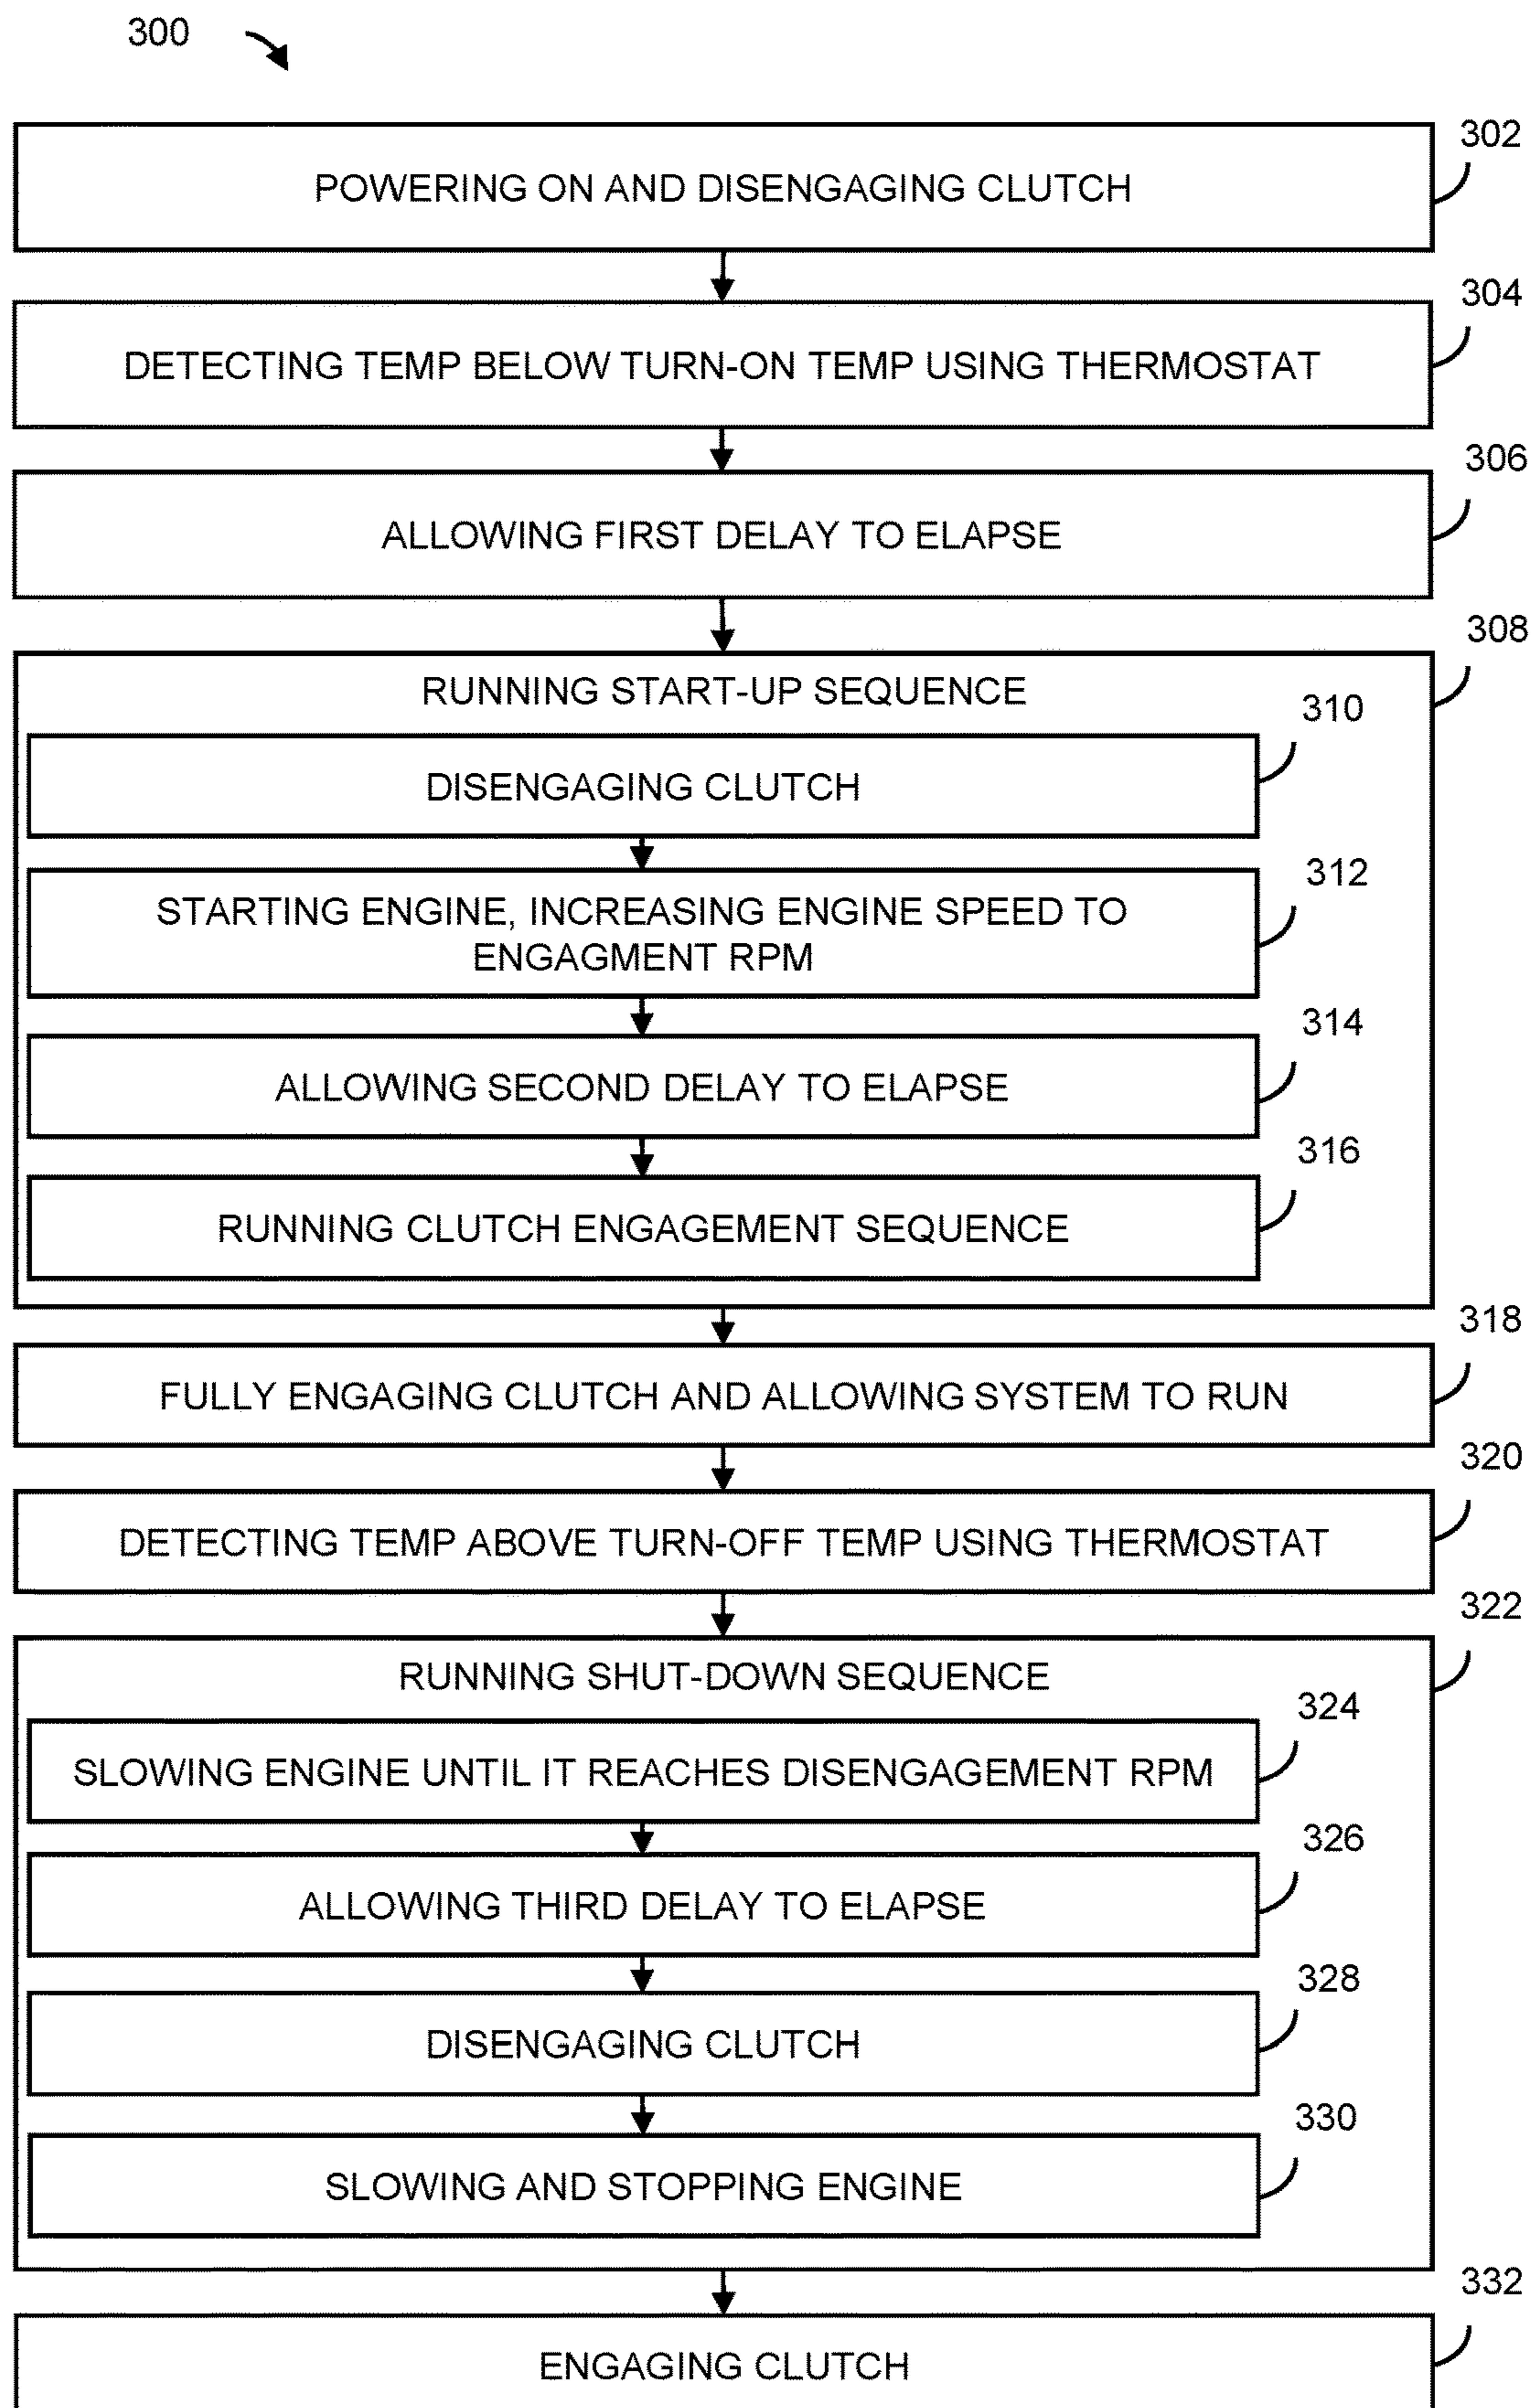 300
302
POWERING ON AND DISENGAGING CLUTCH
304
DETECTING TEMP BELOW TURN-ON TEMP USING THERMOSTAT
306
ALLOWING FIRST DELAY TO ELAPSE
308
RUNNING START-UP SEQUENCE
310
DISENGAGING CLUTCH
312
STARTING ENGINE, INCREASING ENGINE SPEED TO
ENGAGMENT RPM
314
ALLOWING SECOND DELAY TO ELAPSE
316
RUNNING CLUTCH ENGAGEMENT SEQUENCE
318
FULLY ENGAGING CLUTCH AND ALLOWING SYSTEM TO RUN
320
DETECTING TEMP ABOVE TURN-OFF TEMP USING THERMOSTAT
322
RUNNING SHUT-DOWN SEQUENCE
324
SLOWING ENGINE UNTIL IT REACHES DISENGAGEMENT RPM
326
ALLOWING THIRD DELAY TO ELAPSE
328
DISENGAGING CLUTCH
330
SLOWING AND STOPPING ENGINE
332
ENGAGING CLUTCH